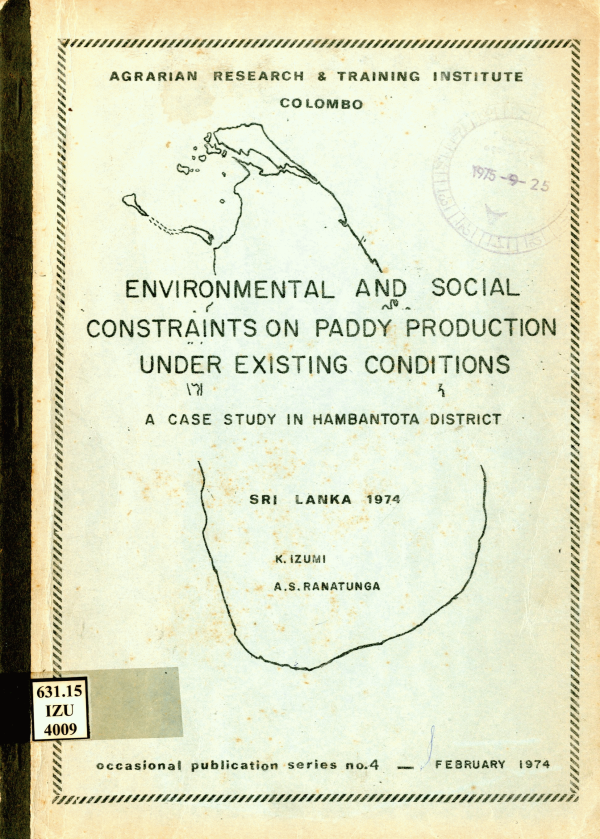 AGRARIAN RESEARCH & TRAINING INSTITUTE
COLOMBO
1975-9-25
ENVIRONMENTAL AND SOCIAL
CONSTRAINTS ON PADDY PRODUCTION
UNDER EXISTING CONDITIONS
A CASE STUDY IN HAMBANTOTA DISTRICT
SRI LANKA 1974
K. IZUMI
A.S. RANATUNGA
631.15
IZU
4009
occasional publication series no.4 — FEBRUARY 1974